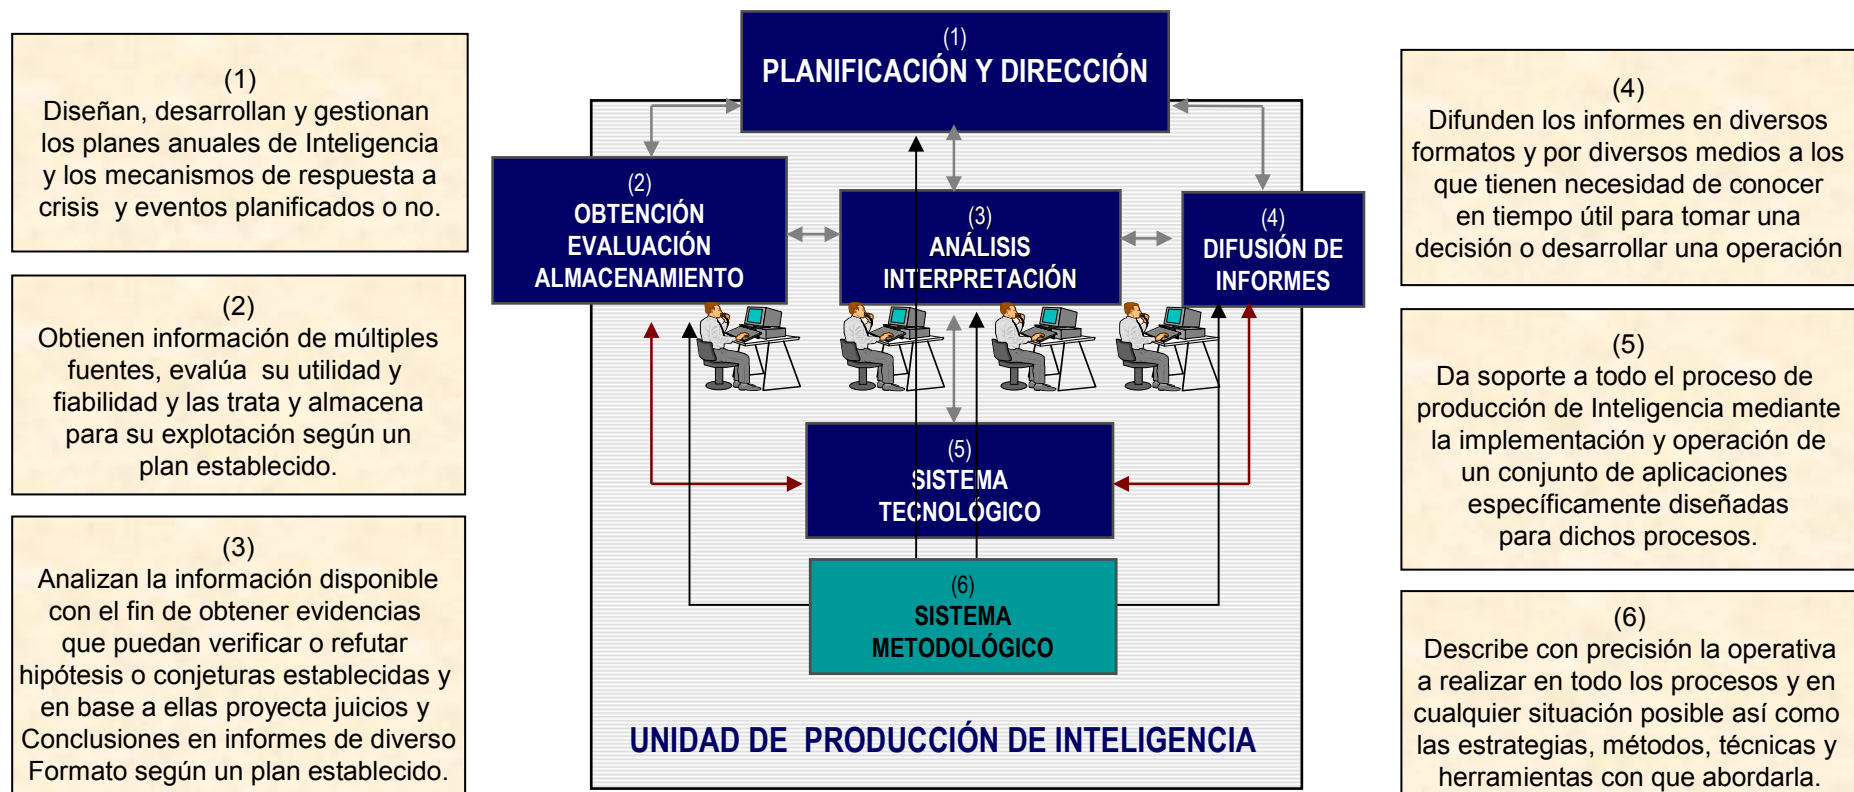 (1)
Diseñan, desarrollan y gestionan
los planes anuales de Inteligencia
y los mecanismos de respuesta a
crisis y eventos planificados o no.
(2)
Obtienen información de múltiples
fuentes, evalúa su utilidad y
fiabilidad y las trata y almacena
para su explotación según un
plan establecido.
(3)
Analizan la información disponible
con el fin de obtener evidencias
que puedan verificar o refutar
hipótesis o conjeturas establecidas y
en base a ellas proyecta juicios y
Conclusiones en informes de diverso
Formato según un plan establecido.
(1)
PLANIFICACIÓN Y DIRECCIÓN
(2)
OBTENCIÓN
EVALUACIÓN
ALMACENAMIENTO
(3)
ANÁLISIS
INTERPRETACIÓN
(4)
DIFUSIÓN DE
INFORMES
(5)
SISTEMA
TECNOLÓGICO
(6)
SISTEMA
METODOLÓGICO
UNIDAD DE PRODUCCIÓN DE INTELIGENCIA
(4)
Difunden los informes en diversos
formatos y por diversos medios a los
que tienen necesidad de conocer
en tiempo útil para tomar una
decisión o desarrollar una operación
(5)
Da soporte a todo el proceso de
producción de Inteligencia mediante
la implementación y operación de
un conjunto de aplicaciones
específicamente diseñadas
para dichos procesos.
(6)
Describe con precisión la operativa
a realizar en todo los procesos y en
cualquier situación posible así como
las estrategias, métodos, técnicas y
herramientas con que abordarla.